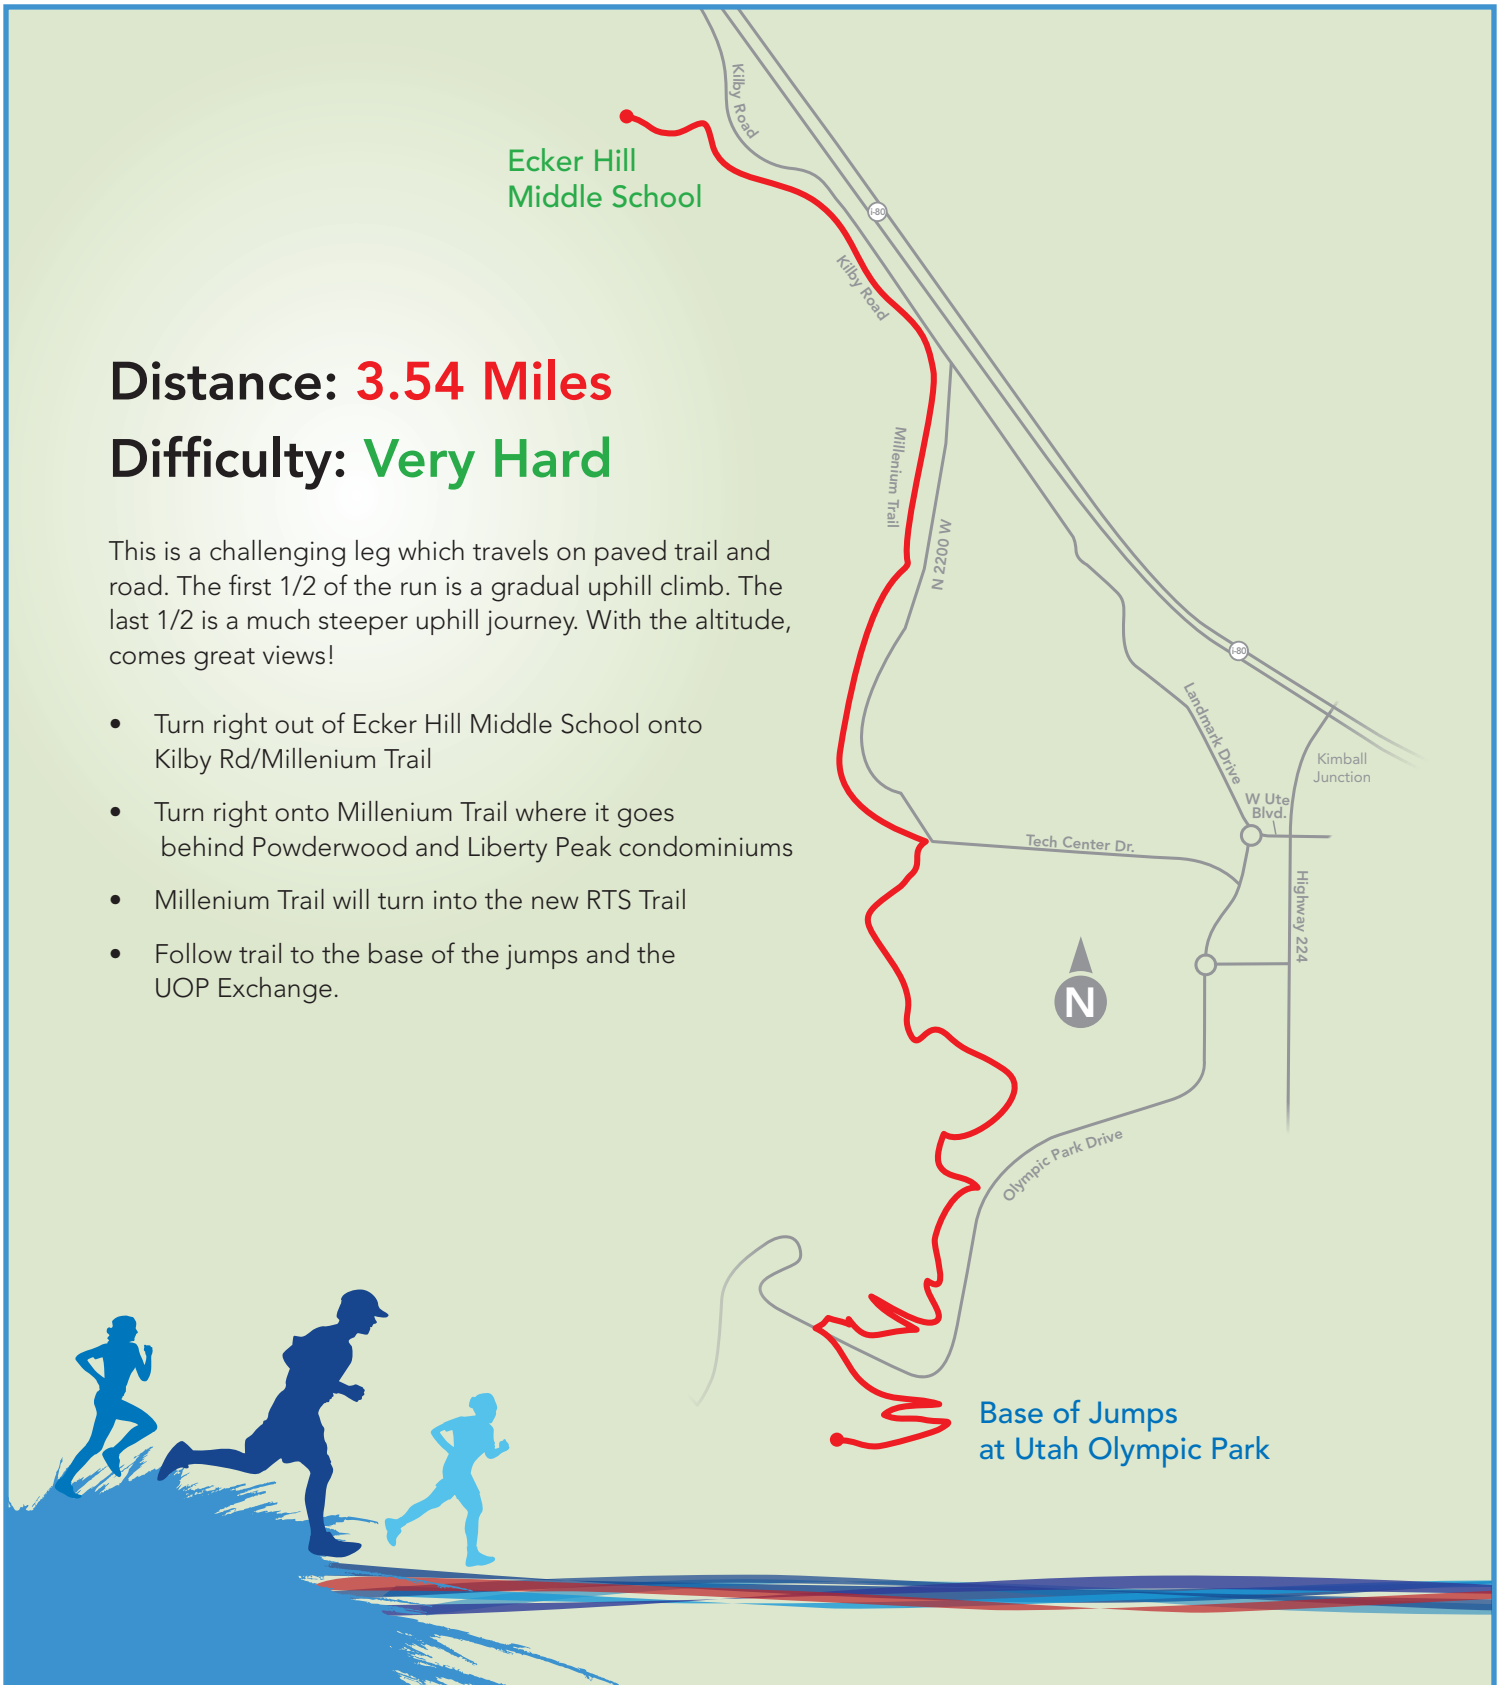 Kilby Road
i-80
Ecker Hill
Middle School
Kilby Road
Distance: 3.54 Miles
Difficulty: Very Hard
Millenium Trail
N 2200 W
This is a challenging leg which travels on paved trail and
road. The first 1/2 of the run is a gradual uphill climb. The
last 1/2 is a much steeper uphill journey. With the altitude,
comes great views!
i-80
Landmark Drive
Kimball
Junction
W Ute
Blvd.
• Turn right out of Ecker Hill Middle School onto
Kilby Rd/Millenium Trail
• Turn right onto Millenium Trail where it goes
behind Powderwood and Liberty Peak condominiums
• Millenium Trail will turn into the new RTS Trail
• Follow trail to the base of the jumps and the
UOP Exchange.
Tech Center Dr.
Highway 224
N
Olympic Park Drive
Base of Jumps
at Utah Olympic Park